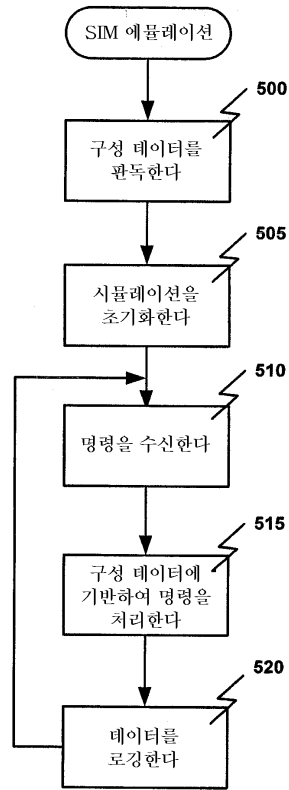 SIM 에뮬레이션
500
구성 데이터를
판독한다
505
시뮬레이션을
초기화한다
510
명령을 수신한다
515
구성 데이터에
기반하여 명령을
처리한다
520
데이터를
로깅한다